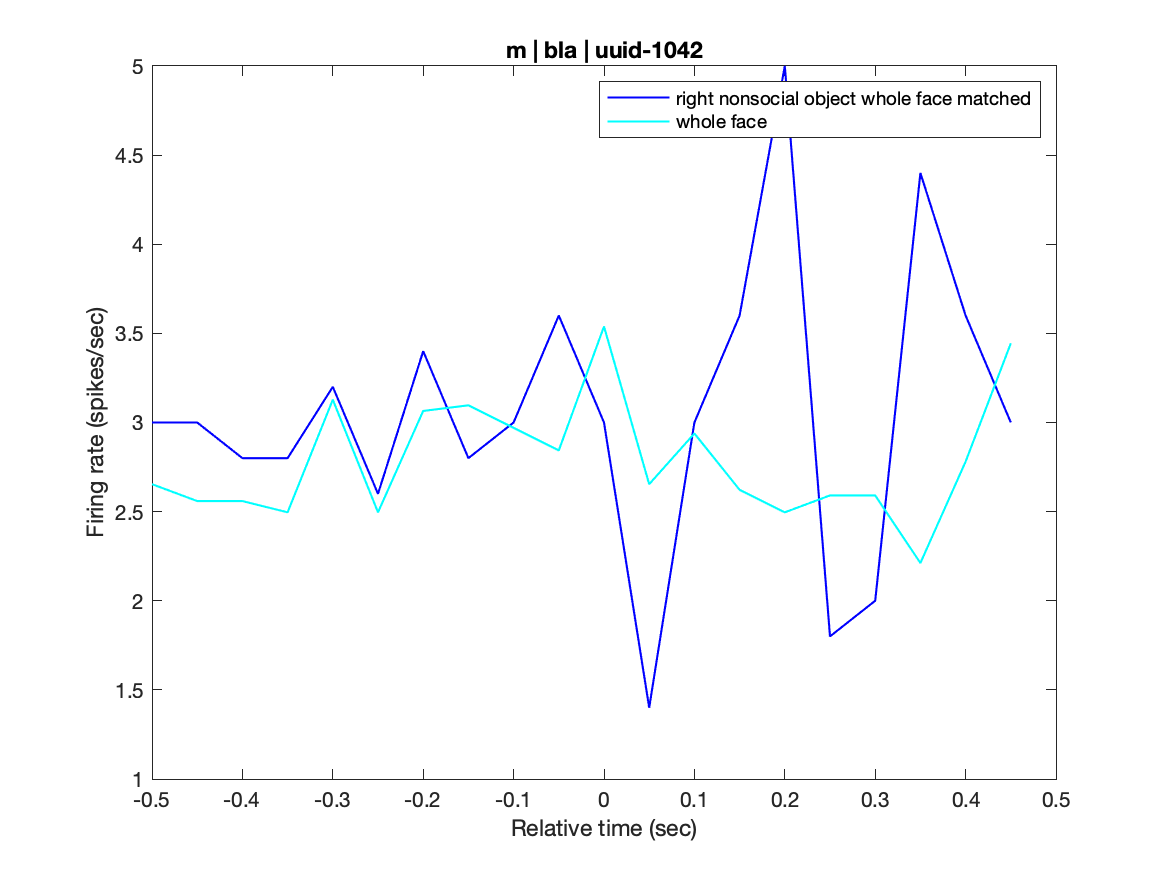 m | bla | uuid-1042
right nonsocial object whole face matched
whole face
5
4.5
4
3.5
3
2.5
2
1.5
1
Firing rate (spikes/sec)
-0.5 -0.4 -0.3 -0.2 -0.1 0 0.1 0.2 0.3 0.4 0.5
Relative time (sec)